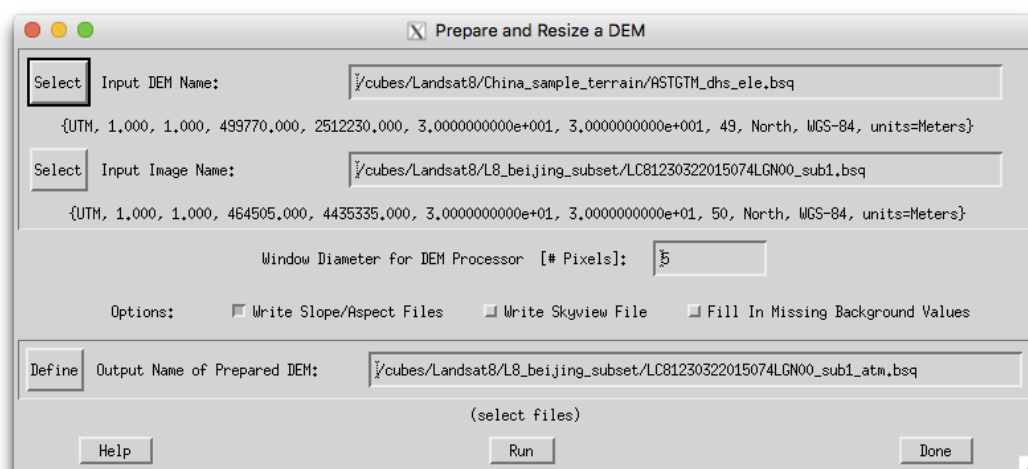 X Prepare and Resize a DEM
Select Input DEM Name: /cubes/Landsat8/China_sample_terrain/ASTGTM_dhs_ele.bsq
{UTM, 1.000, 1.000, 499770.000, 2512230.000, 3.0000000000e+001, 3.0000000000e+001, 49, North, WGS-84, units=Meters}
Select Input Image Name: /cubes/Landsat8/L8_beijing_subset/LC81230322015074LGN00_sub1.bsq
{UTM, 1.000, 1.000, 464505.000, 4435335.000, 3.0000000000e+01, 3.0000000000e+01, 50, North, WGS-84, units=Meters}
Window Diameter for DEM Processor [# Pixels]: 5
Options: Write Slope/Aspect Files Write Skyview File Fill In Missing Background Values
Define Output Name of Prepared DEM: /cubes/Landsat8/L8_beijing_subset/LC81230322015074LGN00_sub1_atm.bsq
(select files)
Help Run Done